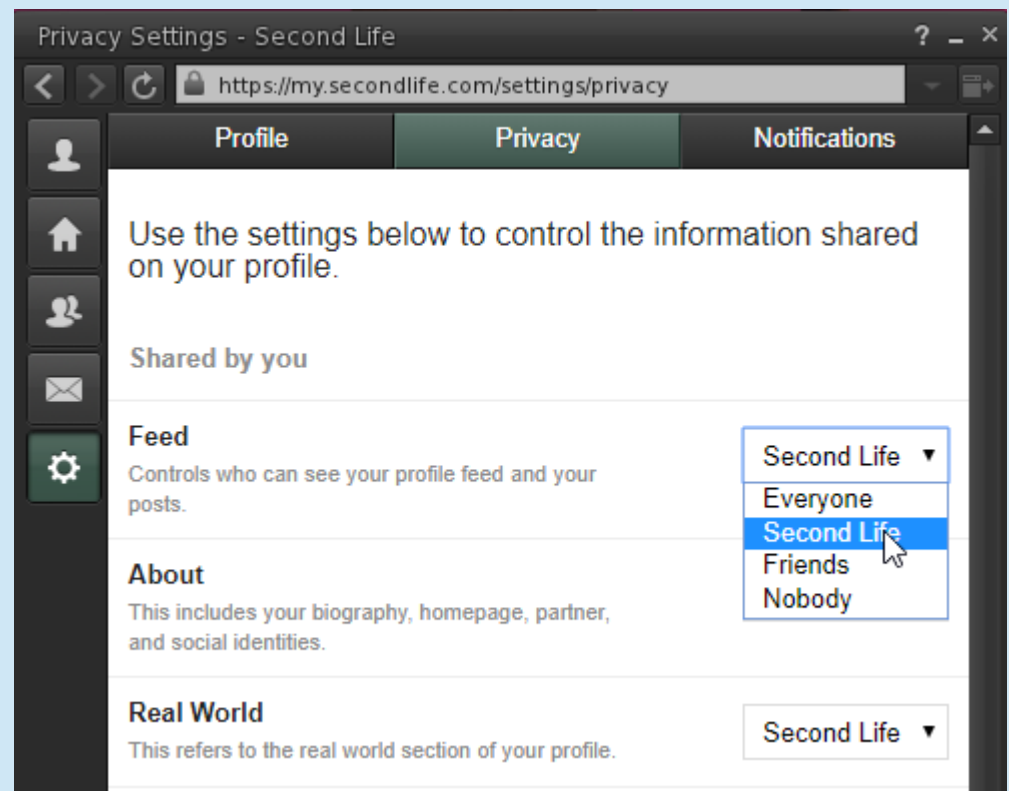 Privacy Settings - Second Life
? _ ×
https://my.secondlife.com/settings/privacy
Profile Privacy Notifications
Use the settings below to control the information shared
on your profile.
Shared by you
Feed
Controls who can see your profile feed and your
posts.
Second Life ▼
Everyone
Second Life
Friends
Nobody
About
This includes your biography, homepage, partner,
and social identities.
Real World
This refers to the real world section of your profile.
Second Life ▼